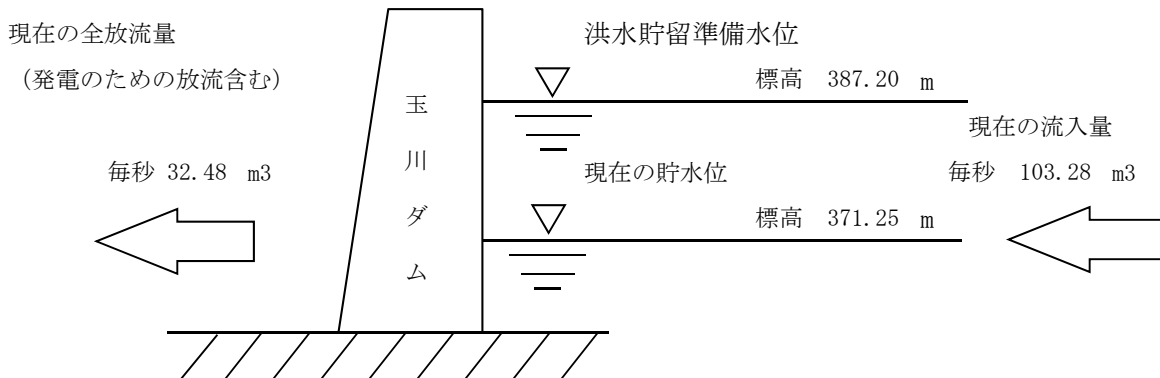 現在の全放流量
（発電のための放流含む）
毎秒 32.48 m3
玉川ダム
洪水貯留準備水位
標高 387.20 m
現在の貯水位
標高 371.25 m
現在の流入量
毎秒 103.28 m3